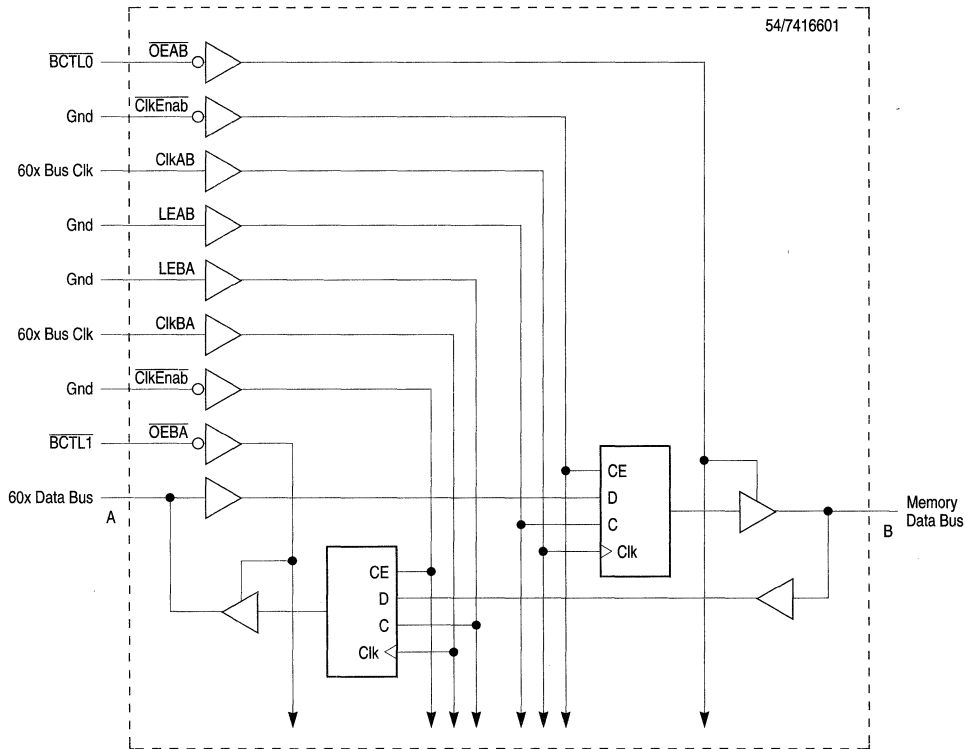 54/7416601
BCTL0 OEAB
Gnd ClkEnab
60x Bus Clk ClkAB
Gnd LEAB
Gnd LEBA
60x Bus Clk ClkBA
Gnd ClkEnab
BCTL1 OEBA
60x Data Bus
A
CE
D
C
Clk
Memory
Data Bus
B
CE
D
C
Clk